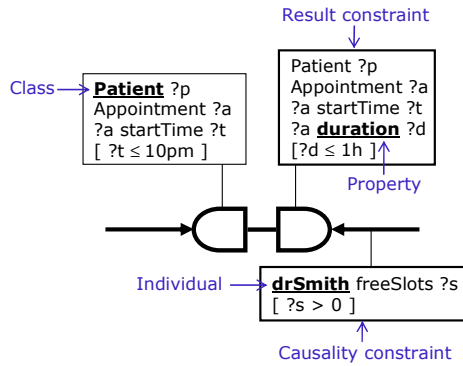 Result constraint
Class
Patient ?p
Appointment ?a
?a startTime ?t
[ ?t ≤ 10pm ]
Patient ?p
Appointment ?a
?a startTime ?t
?a duration ?d
[?d ≤ 1h ]
Property
Individual
drSmith freeSlots ?s
[ ?s > 0 ]
Causality constraint